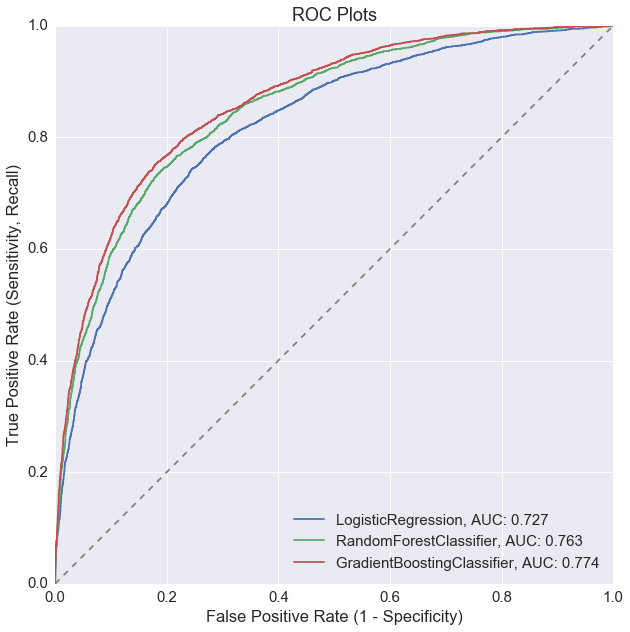 ROC Plots
True Positive Rate (Sensitivity, Recall)
1.0
0.8
0.6
0.4
0.2
0.0
LogisticRegression, AUC: 0.727
RandomForestClassifier, AUC: 0.763
GradientBoostingClassifier, AUC: 0.774
0.0 0.2 0.4 0.6 0.8 1.0
False Positive Rate (1 - Specificity)